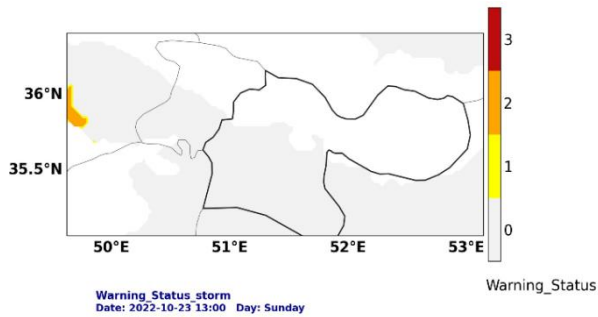 3
36°N
2
1
35.5°N
0
50°E 51°E 52°E 53°E
Warning_Status
Warning_Status_storm
Date: 2022-10-23 13:00 Day: Sunday